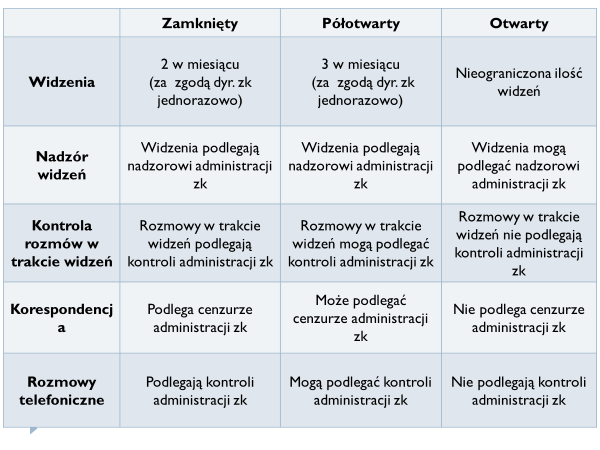 Zamknięty
Półotwarty
Otwarty
Widzenia
2 w miesiącu
(za zgodą dyr. zk
jednorazowo)
3 w miesiącu
(za zgodą dyr. zk
jednorazowo)
Nieograniczona ilość
widzeń
Nadzór
widzeń
Widzenia podlegają
nadzorowi administracji
zk
Widzenia podlegają
nadzorowi administracji
zk
Widzenia mogą
podlegać nadzorowi
administracji zk
Kontrola
rozmów w
trakcie widzeń
Rozmowy w trakcie
widzeń podlegają
kontroli administracji zk
Rozmowy w trakcie
widzeń mogą podlegać
kontroli administracji zk
Rozmowy w trakcie
widzeń nie podlegają
kontroli administracji
zk
Korespondencj
a
Podlega cenzurze
administracji zk
Może podlegać
cenzurze administracji
zk
Nie podlega cenzurze
administracji zk
Rozmowy
telefoniczne
Podlegają kontroli
administracji zk
Mogą podlegać kontroli
administracji zk
Nie podlegają kontroli
administracji zk